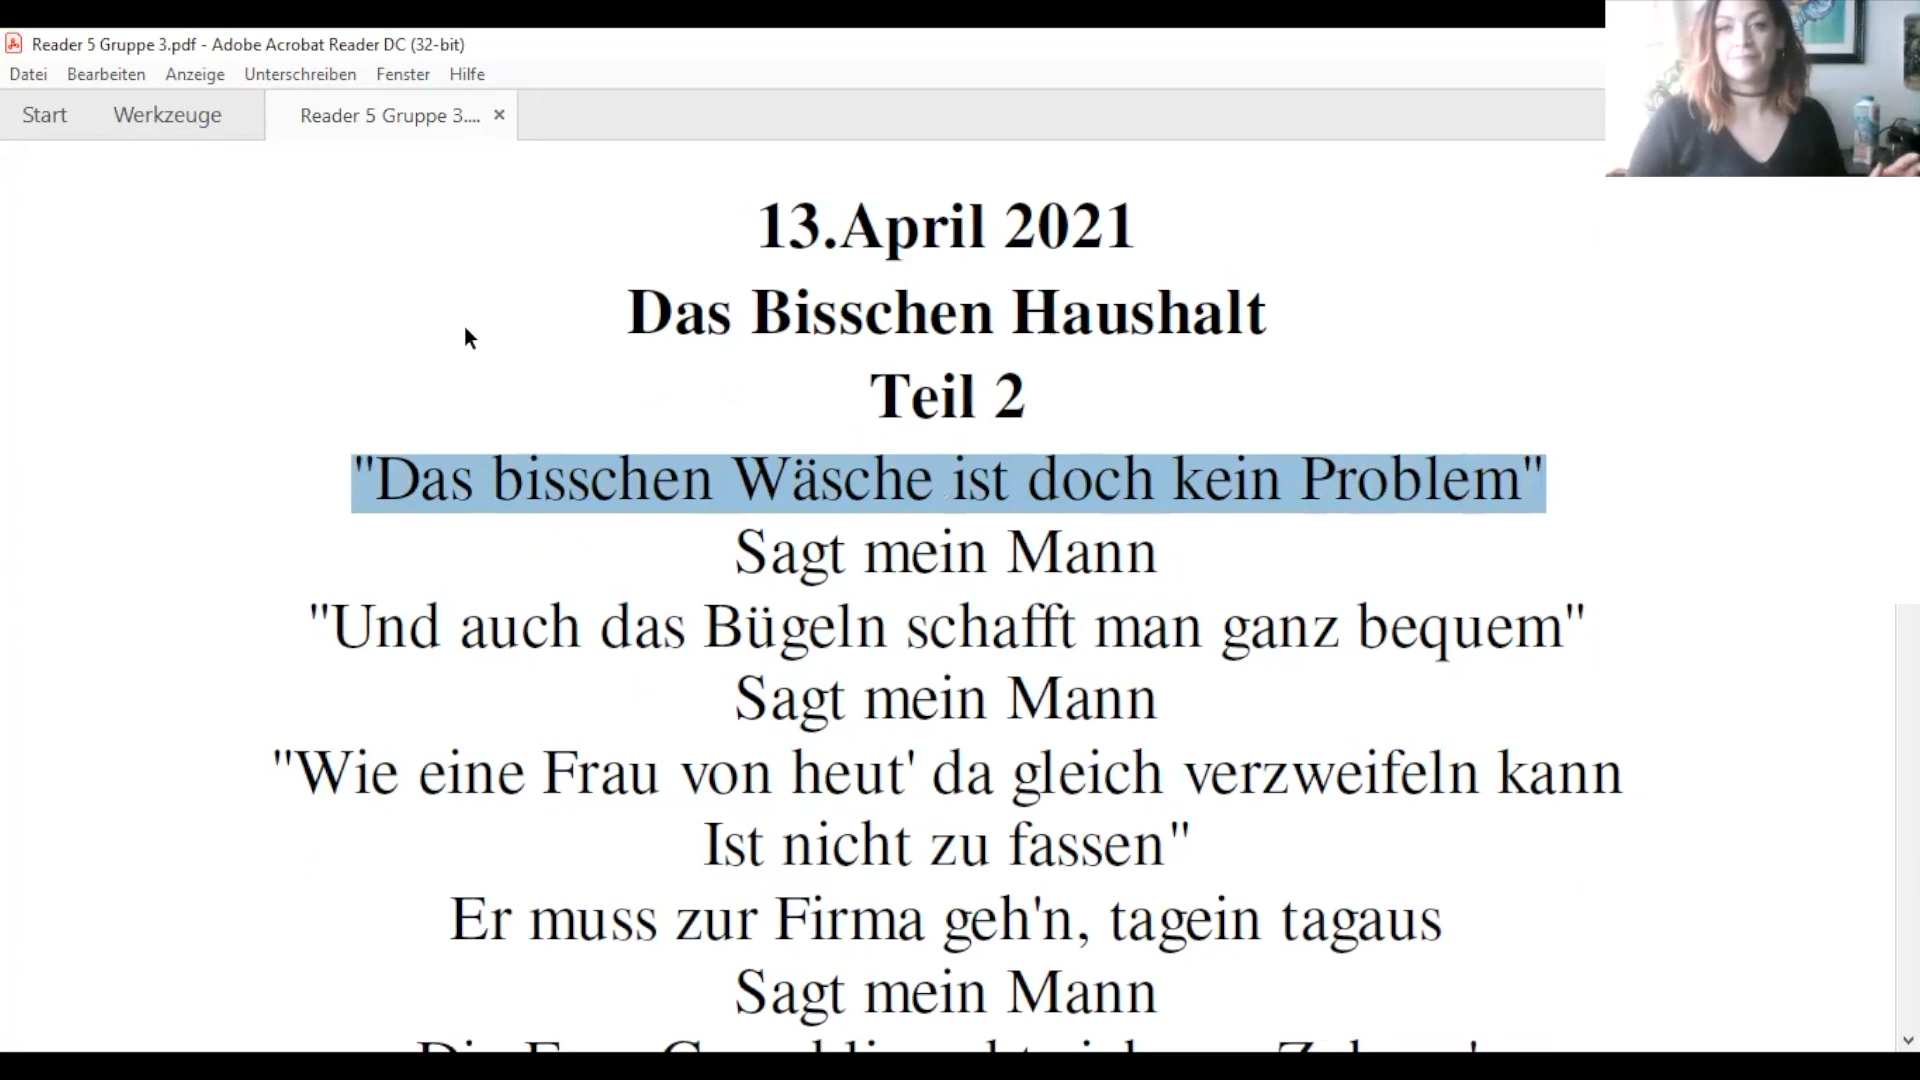 Reader 5 Gruppe 3.pdf - Adobe Acrobat Reader DC (32-bit)
Datei Bearbeiten Anzeige Unterschreiben Fenster Hilfe
Start Werkzeuge Reader 5 Gruppe 3.... ×
13.April 2021
Das Bisschen Haushalt
Teil 2
"Das bisschen Wäsche ist doch kein Problem"
Sagt mein Mann
"Und auch das Bügeln schafft man ganz bequem"
Sagt mein Mann
"Wie eine Frau von heut' da gleich verzweifeln kann
Ist nicht zu fassen"
Er muss zur Firma geh'n, tagein tagaus
Sagt mein Mann